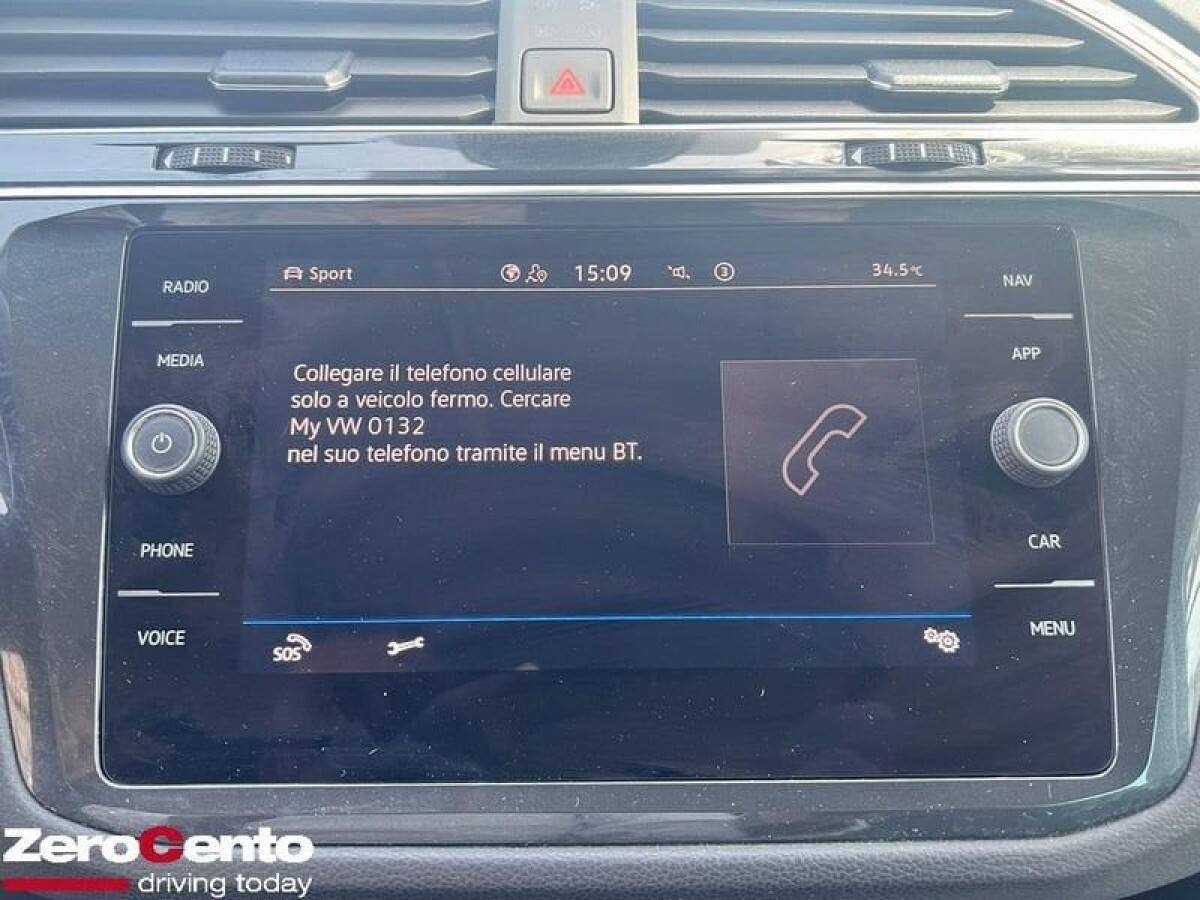 Sport 15:09 3 34.5°C
RADIO
NAV
MEDIA
APP
Collegare il telefono cellulare
solo a veicolo fermo. Cercare
My VW 0132
nel suo telefono tramite il menu BT.
PHONE
CAR
VOICE
MENU
SOS
ZeroCento
driving today